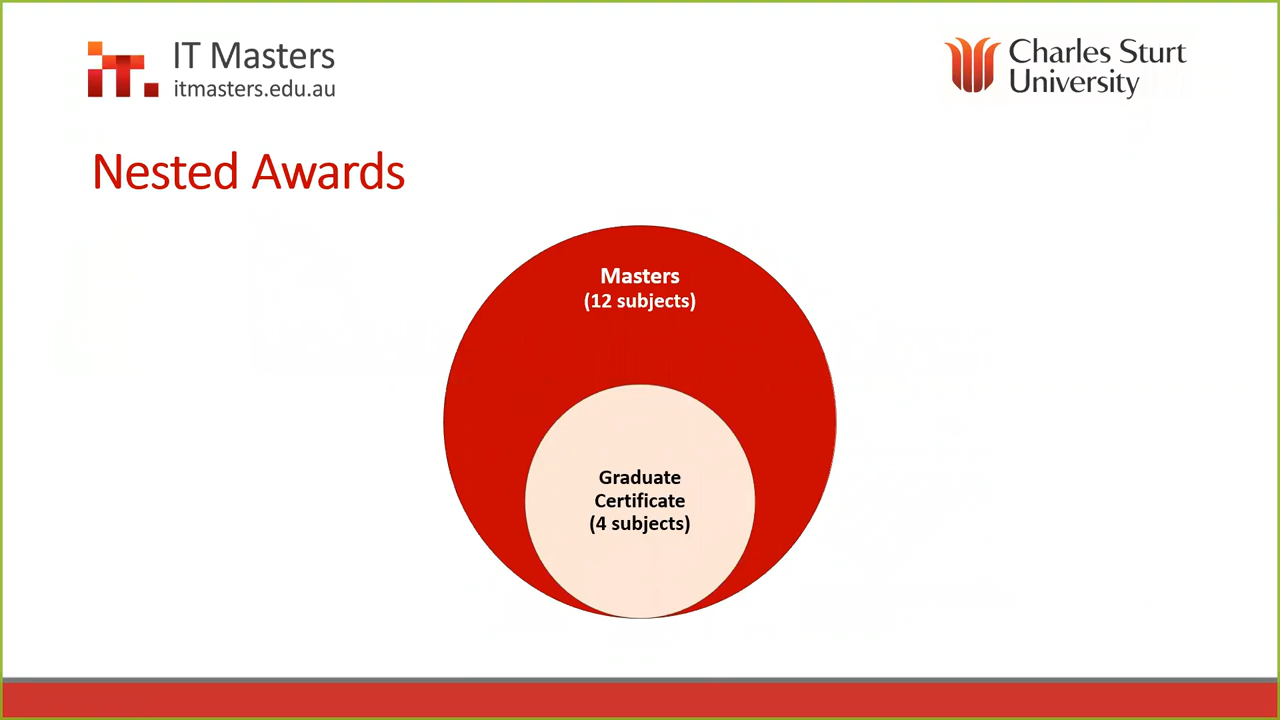 IT Masters
itmasters.edu.au
Charles Sturt
University
Nested Awards
Masters
(12 subjects)
Graduate
Certificate
(4 subjects)